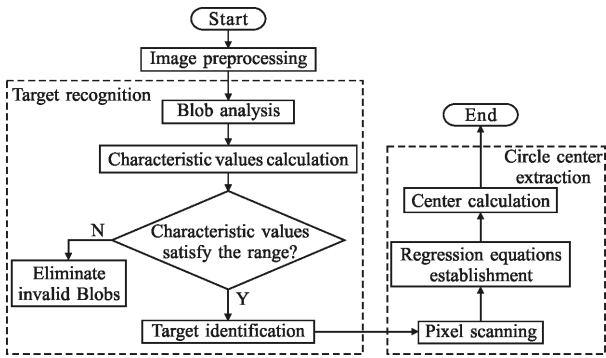 Start
Image preprocessing
Target recognition
Blob analysis
Characteristic values calculation
Characteristic values
satisfy the range?
N
Eliminate
invalid Blobs
Y
Target identification
Pixel scanning
Regression equations
establishment
Center calculation
Circle center
extraction
End